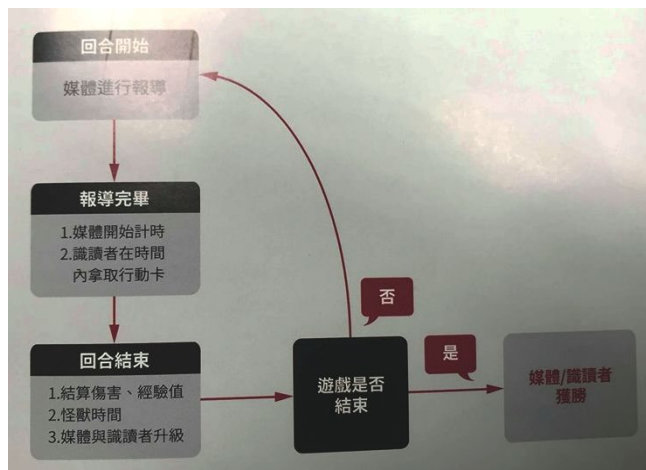 回合開始
媒體進行報導
報導完畢
1.媒體開始計時
2.識讀者在時間
內拿取行動卡
回合結束
1.結算傷害、經驗值
2.怪獸時間
3.媒體與識讀者升級
遊戲是否
結束
否
是
媒體/識讀者
獲勝